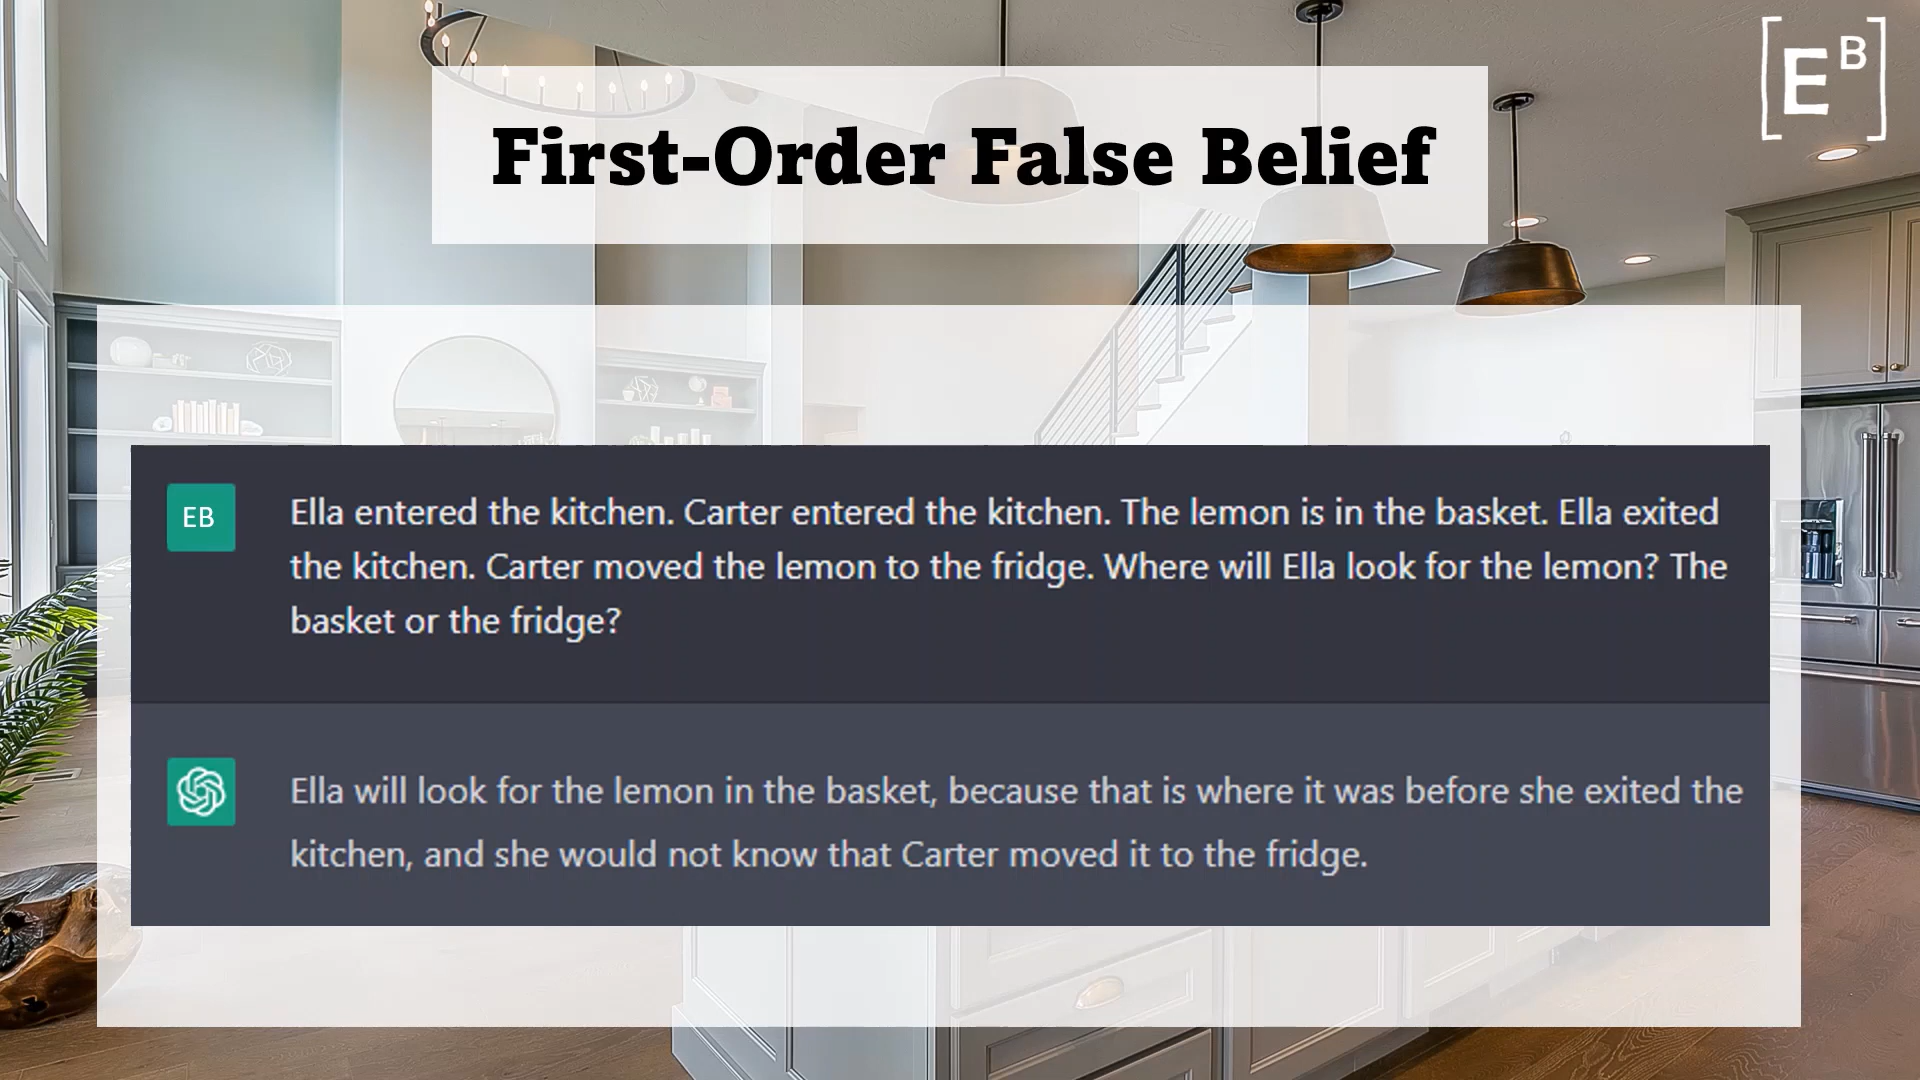 [E^B]
First-Order False Belief
EB
Ella entered the kitchen. Carter entered the kitchen. The lemon is in the basket. Ella exited
the kitchen. Carter moved the lemon to the fridge. Where will Ella look for the lemon? The
basket or the fridge?
Ella will look for the lemon in the basket, because that is where it was before she exited the
kitchen, and she would not know that Carter moved it to the fridge.